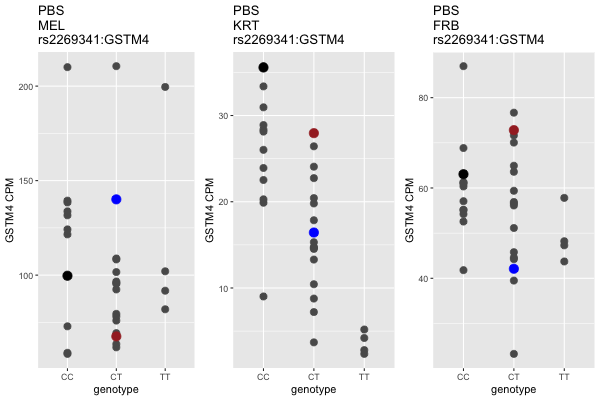 PBS
MEL
rs2269341:GSTM4
GSTM4 CPM
200
150
100
CC
CT
TT
genotype
PBS
KRT
rs2269341:GSTM4
GSTM4 CPM
30
20
10
CC
CT
TT
genotype
PBS
FRB
rs2269341:GSTM4
GSTM4 CPM
80
60
40
CC
CT
TT
genotype